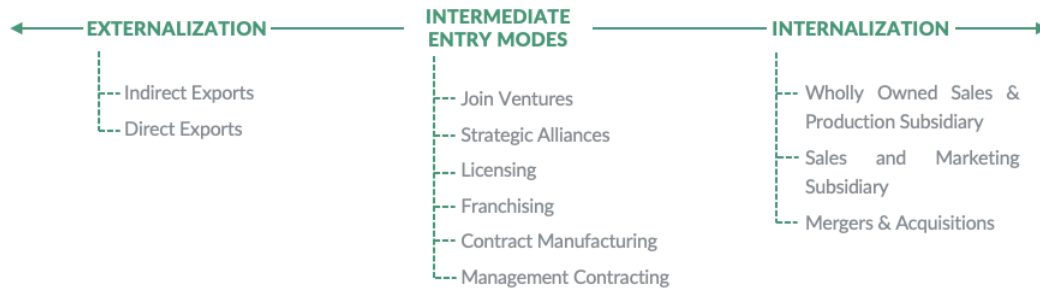 EXTERNALIZATION
Indirect Exports
Direct Exports
INTERMEDIATE
ENTRY MODES
Join Ventures
Strategic Alliances
Licensing
Franchising
Contract Manufacturing
Management Contracting
INTERNALIZATION
Wholly Owned Sales &
Production Subsidiary
Sales and Marketing
Subsidiary
Mergers & Acquisitions